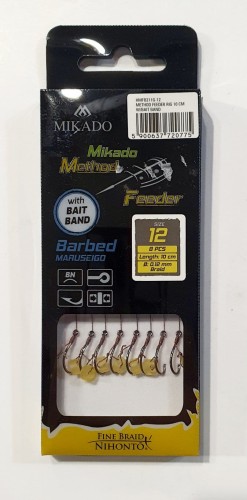 HMFB211G-12
METHOD FEEDER RIG 10 CM
W/BAIT BAND
5 900637 720775
MIKADO
Mikado
Method
Feeder
with
BAIT
BAND
Barbed
MARUSEIGO
BN
SIZE
12
8 PCS
Length: 10 cm
Ø: 0.12 mm
Braid
FINE BRAID
NIHONTO